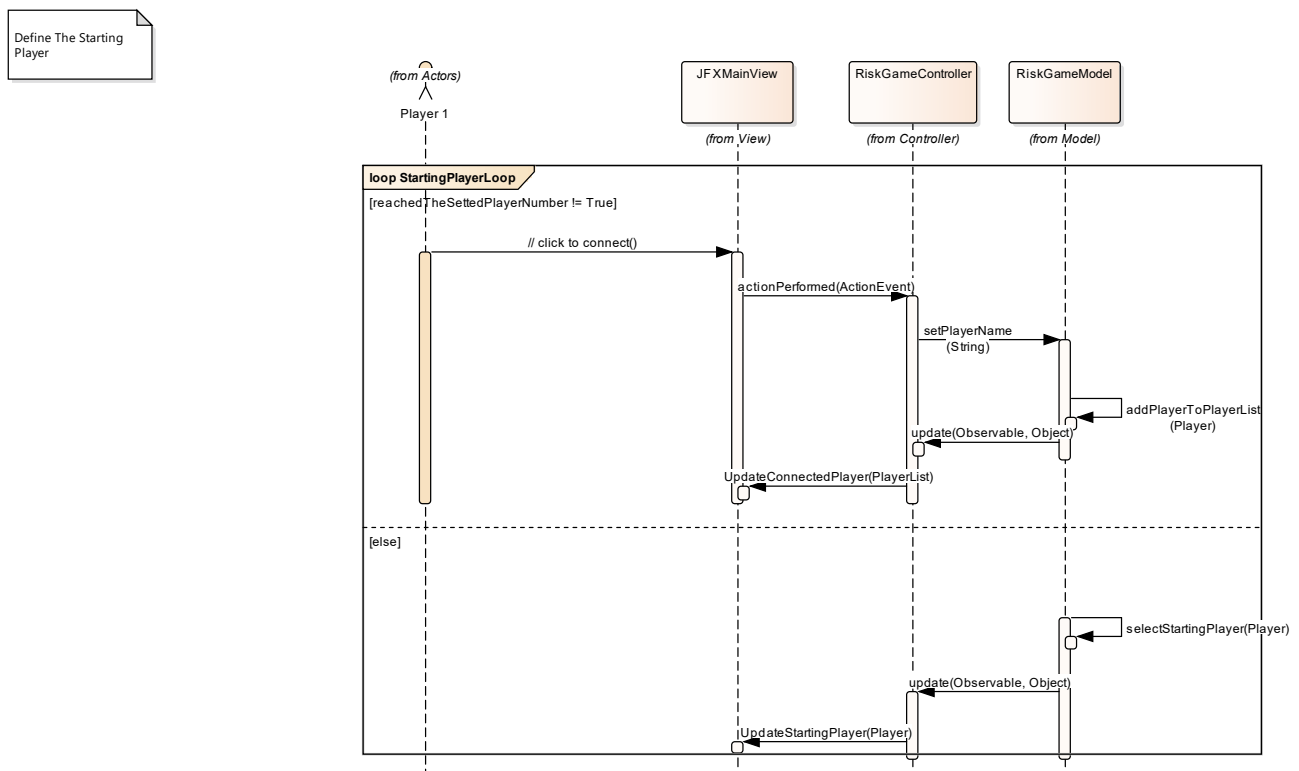 Define The Starting
Player
(from Actors)
Player 1
JFXMainView
(from View)
RiskGameController
(from Controller)
RiskGameModel
(from Model)
loop StartingPlayerLoop
[reachedTheSettedPlayerNumber != True]
// click to connect()
actionPerformed(ActionEvent)
setPlayerName
(String)
addPlayerToPlayerList
(Player)
update(Observable, Object)
UpdateConnectedPlayer(PlayerList)
[else]
selectStartingPlayer(Player)
update(Observable, Object)
UpdateStartingPlayer(Player)